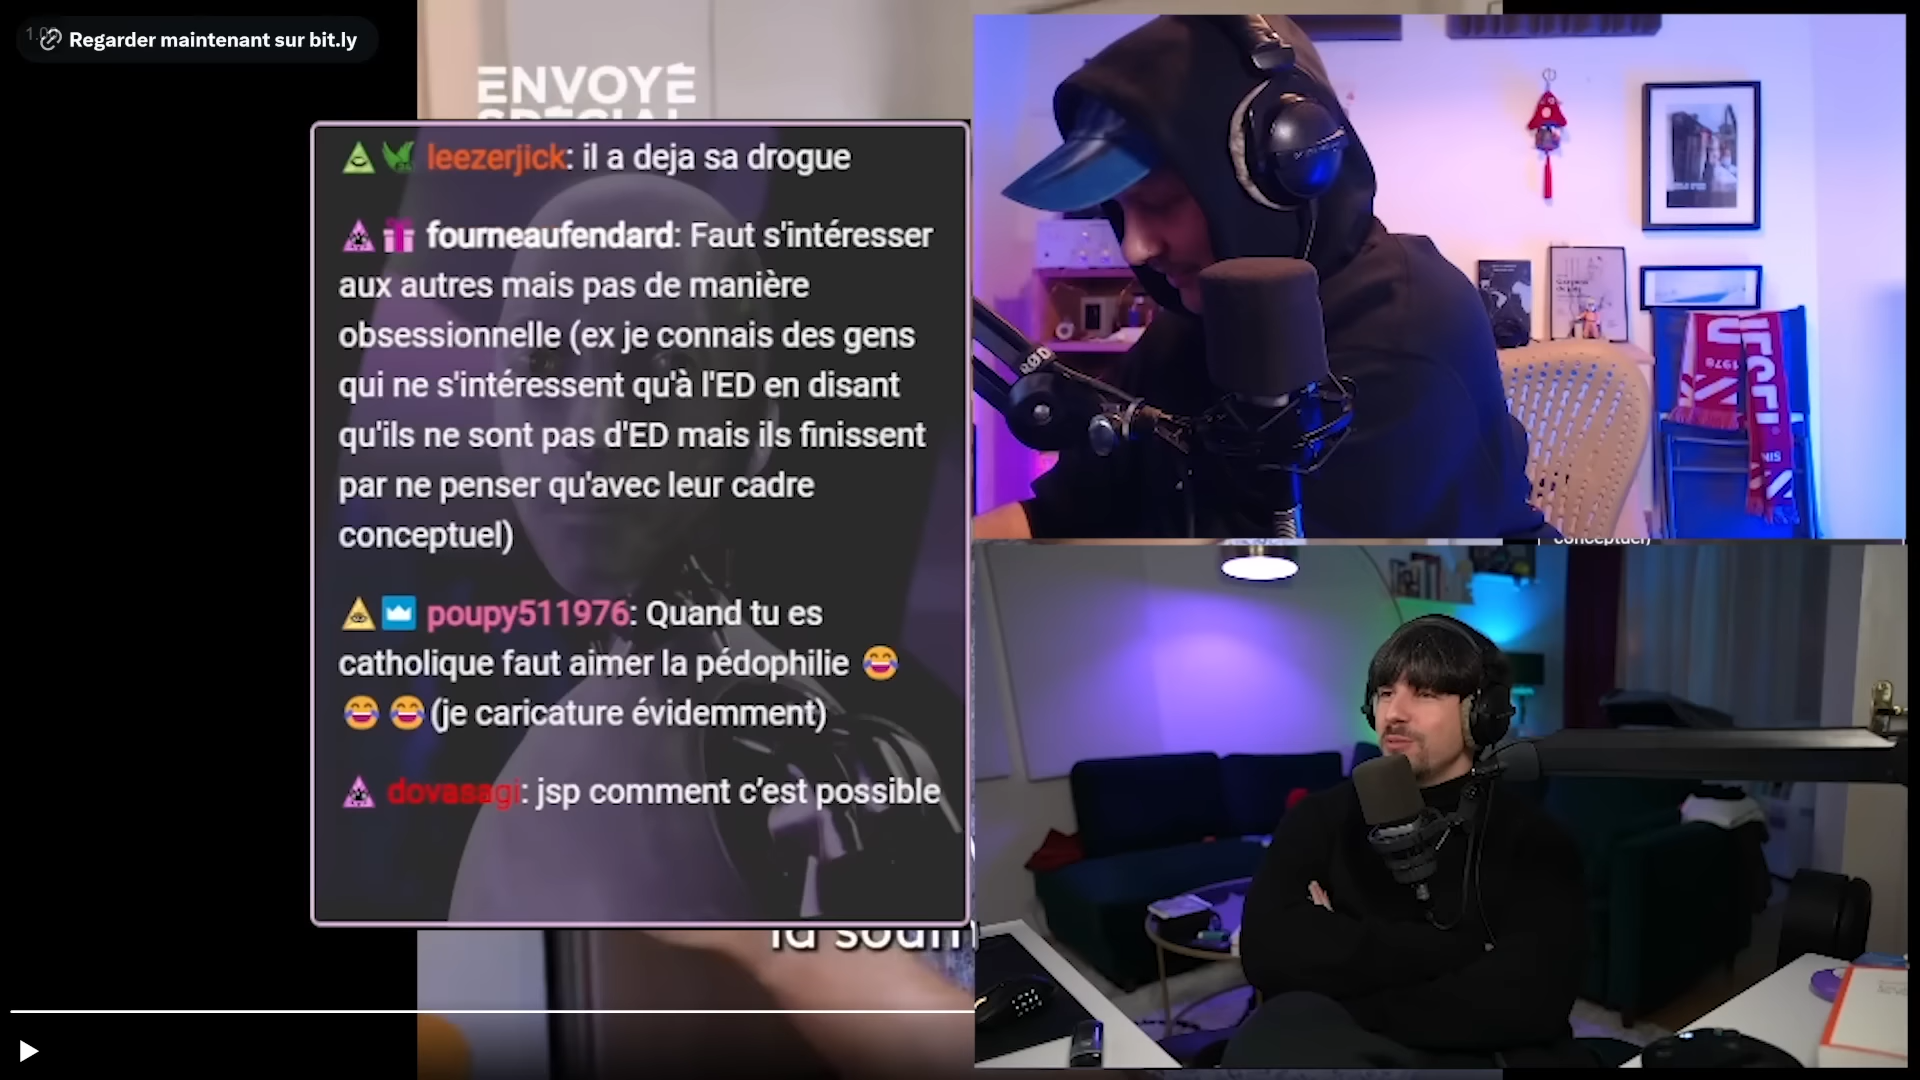 Regarder maintenant sur bit.ly
ENVOYÉ
SPÉCIAL
leezerjick: il a deja sa drogue
fourneaufendard: Faut s'intéresser
aux autres mais pas de manière
obsessionnelle (ex je connais des gens
qui ne s'intéressent qu'à l'ED en disant
qu'ils ne sont pas d'ED mais ils finissent
par ne penser qu'avec leur cadre
conceptuel)
poupy511976: Quand tu es
catholique faut aimer la pédophilie 😂
😂 😂 (je caricature évidemment)
dovasagi: jsp comment c’est possible
RØDE
conceptuel)